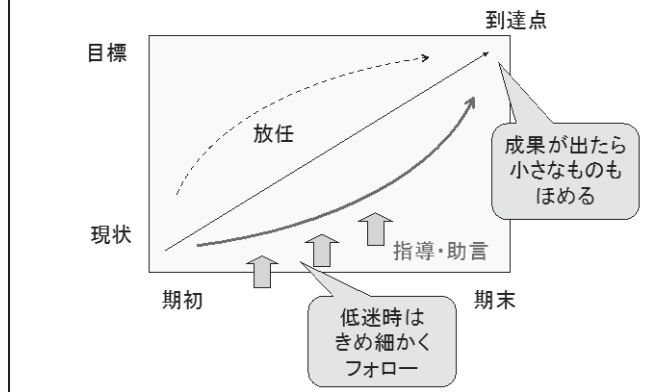 到達点
目標
放任
成果が出たら
小さなものも
ほめる
現状
指導・助言
期初
期末
低迷時は
きめ細かく
フォロー